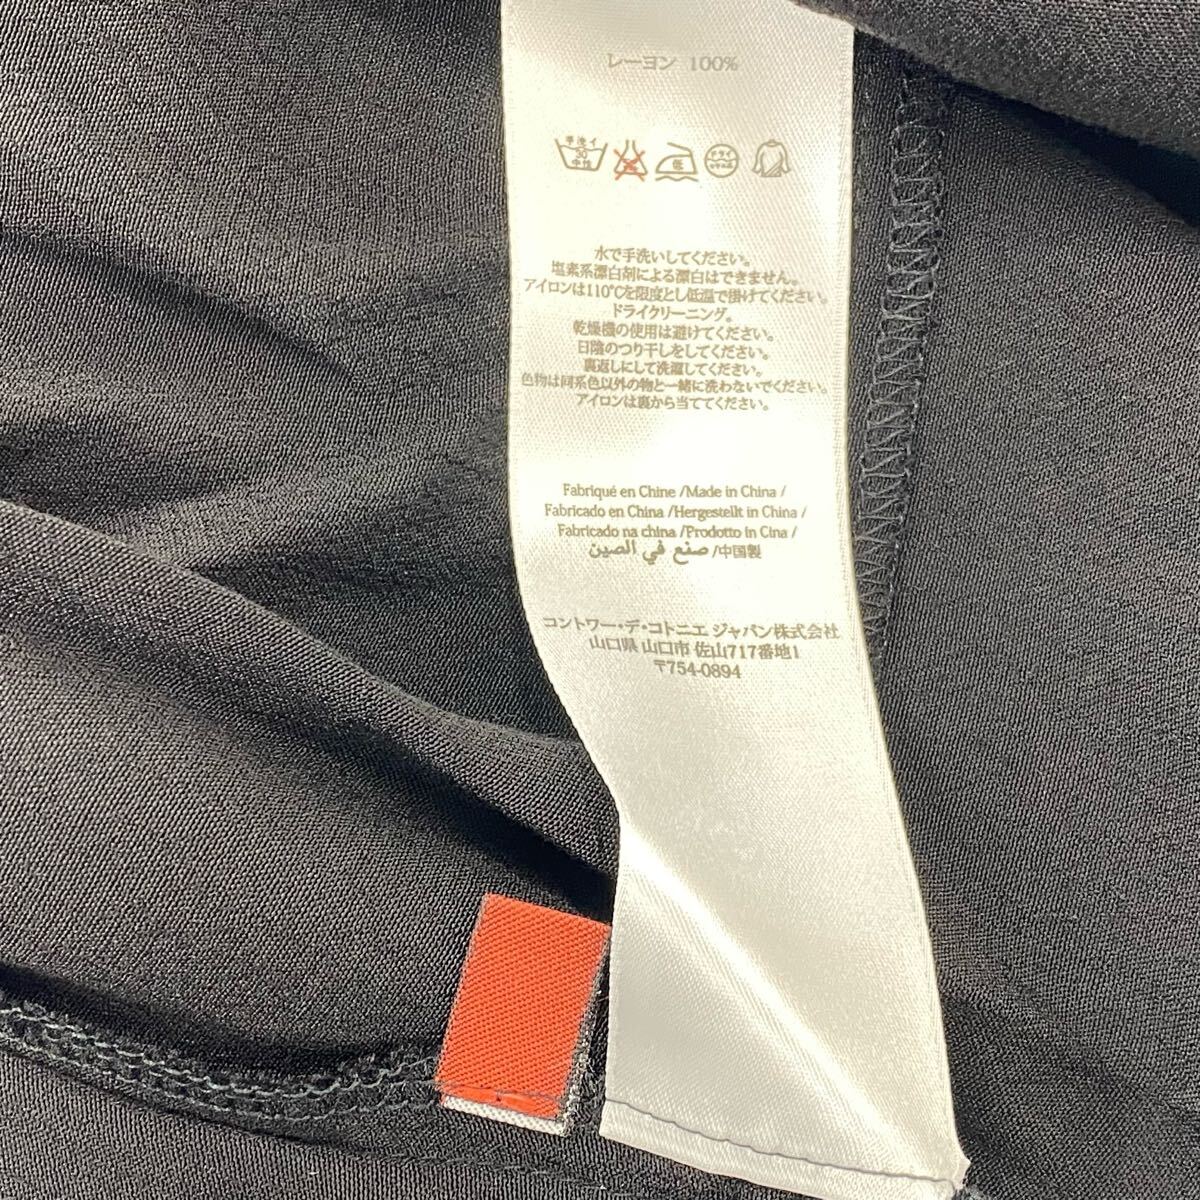 レーヨン 100%
手洗イ
30
中性
低
ドライ
水で手洗いしてください。
塩素系漂白剤による漂白はできません。
アイロンは110℃を限度とし低温で掛けてください。
ドライクリーニング。
乾燥機の使用は避けてください。
日陰のつり干しをしてください。
裏返しにして洗濯してください。
色物は同系色以外の物と一緒に洗わないでください。
アイロンは裏から当ててください。
Fabriqué en Chine /Made in China /
Fabricado en China /Hergestellt in China /
Fabricado na china /Prodotto in Cina /
صنع في الصين /中国製
コントワー・デ・コトニエ ジャパン株式会社
山口県 山口市 佐山717番地1
〒754-0894